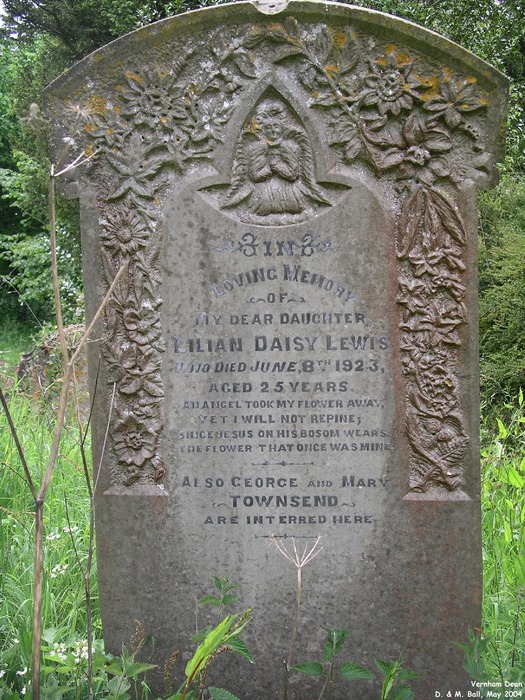 IN
LOVING MEMORY
OF
MY DEAR DAUGHTER
LILIAN DAISY LEWIS
WHO DIED JUNE, 8TH 1923,
AGED 25 YEARS.
AN ANGEL TOOK MY FLOWER AWAY,
YET I WILL NOT REPINE;
SINCE JESUS ON HIS BOSOM WEARS
THE FLOWER THAT ONCE WAS MINE
ALSO GEORGE AND MARY
TOWNSEND
ARE INTERRED HERE.
Vernham Dean
D. & M. Ball, May 2004